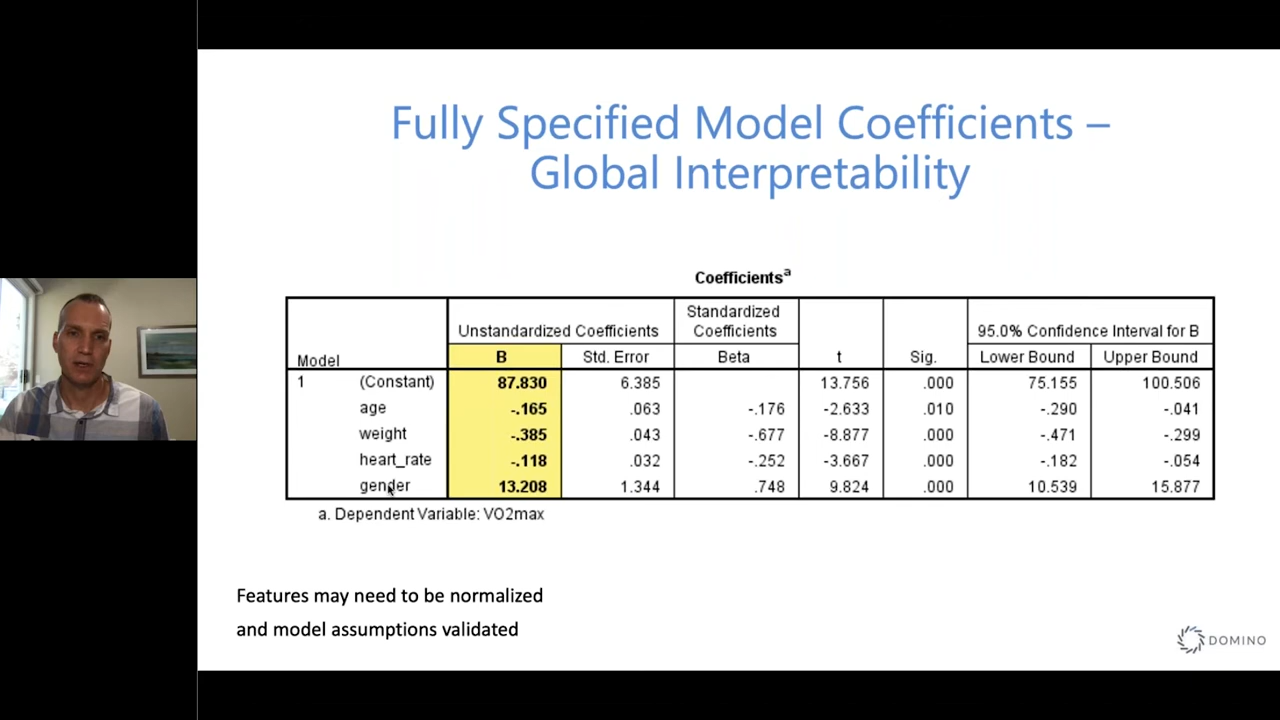 Fully Specified Model Coefficients –
Global Interpretability
Coefficientsa
Model Unstandardized Coefficients Standardized Coefficients t Sig. 95.0% Confidence Interval for B
B Std. Error Beta Lower Bound Upper Bound
1 (Constant) 87.830 6.385 13.756 .000 75.155 100.506
age -.165 .063 -.176 -2.633 .010 -.290 -.041
weight -.385 .043 -.677 -8.877 .000 -.471 -.299
heart_rate -.118 .032 -.252 -3.667 .000 -.182 -.054
gender 13.208 1.344 .748 9.824 .000 10.539 15.877
a. Dependent Variable: VO2max
Features may need to be normalized
and model assumptions validated
DOMINO